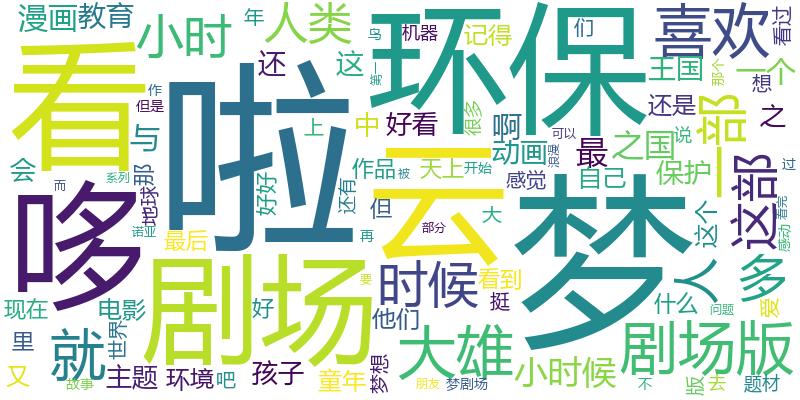 漫画 教育 小时 年 人类 环保 吗 机器 记得 们 喜欢 看过
看 啦 还 这 第一 王国 一个 那个 想
作 但是 与 上 中 好看 很多 啊 还是 一部 之
会 那 云 动画 最 之国 说 这部
哆 地球 好好 作品 天上 开始 感觉 浪漫 可以 自己 保护 过
系列 而 还有 被 梦 这个 看完
诺亚 最后 但 再 部分 大 人 多 感动
剧场 时候 要 看到 挺 什么 问题 爱
现在 电影 好 他们 大雄 剧场版
里 就 世界 小时候
又 故事 主题 环境 吧 孩子 童年 梦想 朋友 梦剧场 不 版 去 题材